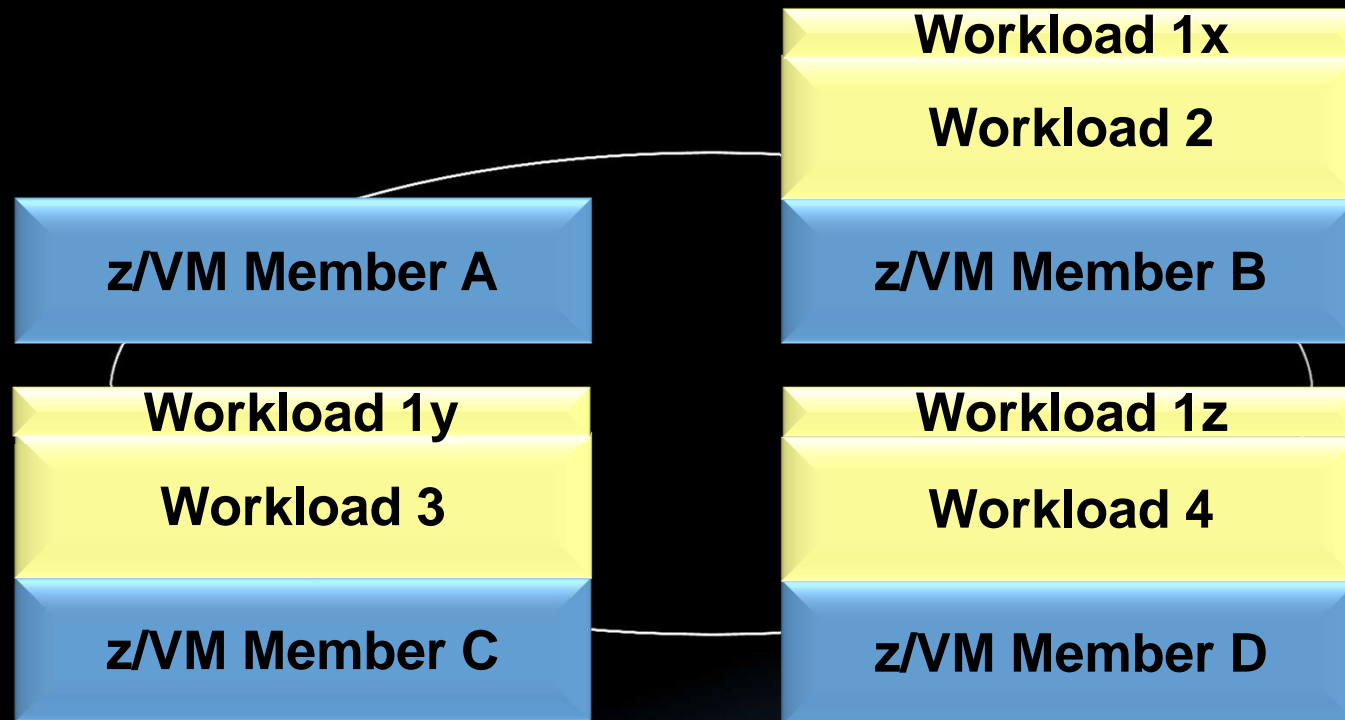 Workload 1x
Workload 2
z/VM Member A
z/VM Member B
Workload 1y
Workload 1z
Workload 3
Workload 4
z/VM Member C
z/VM Member D